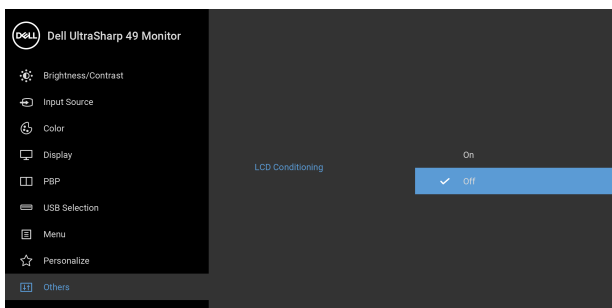 DELL Dell UltraSharp 49 Monitor
Brightness/Contrast
Input Source
Color
Display
PBP
USB Selection
Menu
Personalize
Others
LCD Conditioning
On
Off